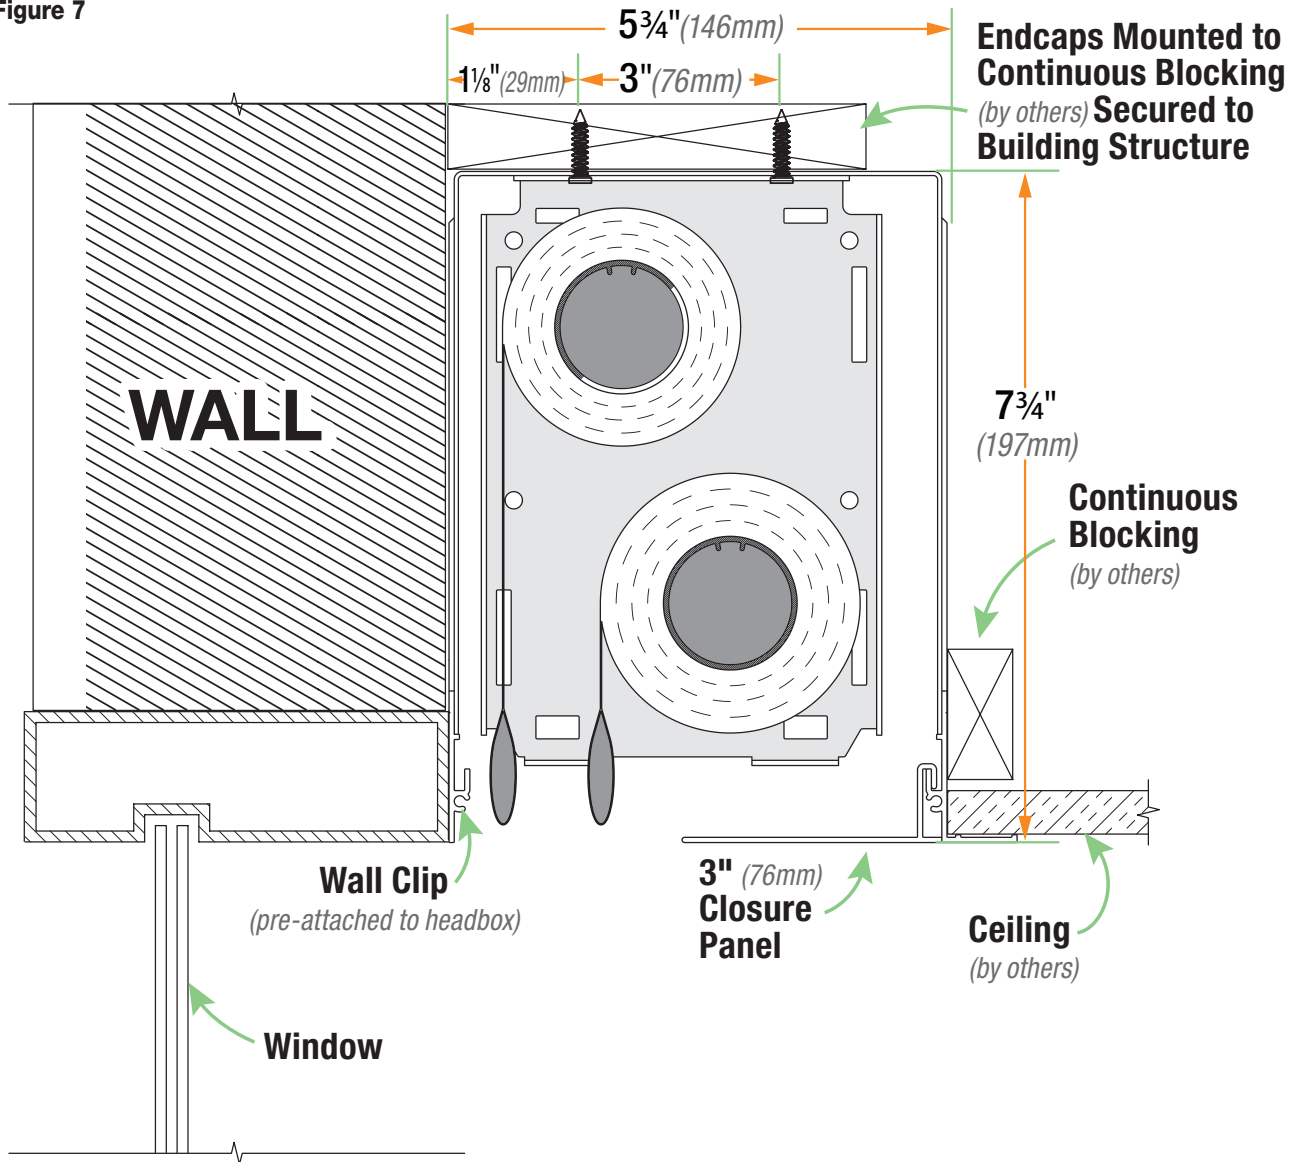 Figure 7
5¾" (146mm)
1⅛" (29mm)
3" (76mm)
Endcaps Mounted to
Continuous Blocking
(by others) Secured to
Building Structure
WALL
7¾"
(197mm)
Continuous
Blocking
(by others)
Wall Clip
(pre-attached to headbox)
3" (76mm)
Closure
Panel
Ceiling
(by others)
Window